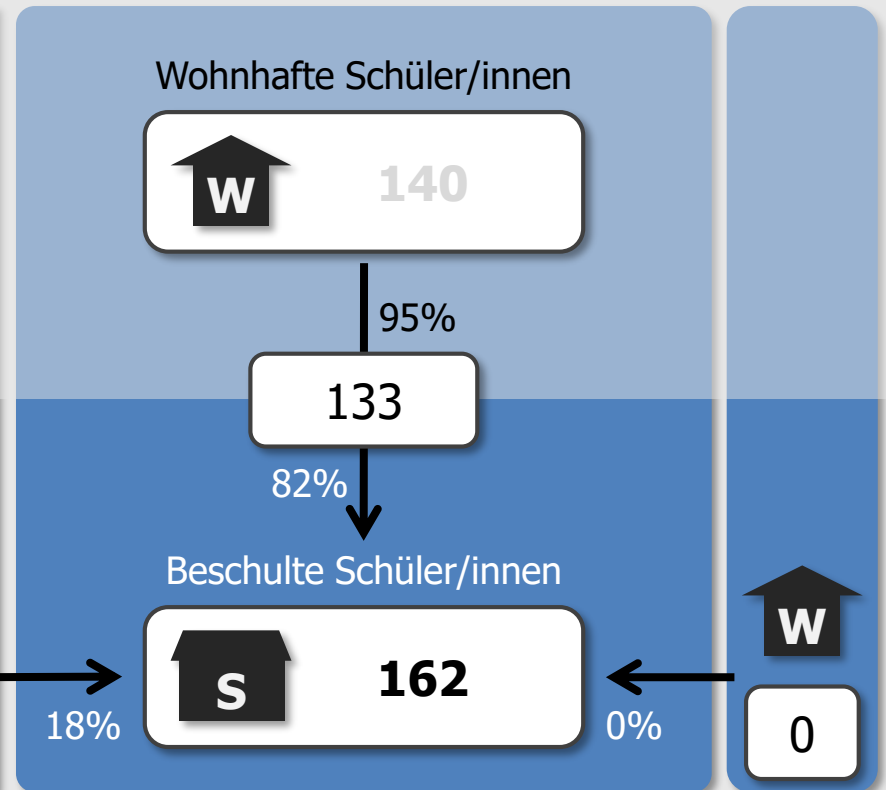 Wohnhafte Schüler/innen
W 140
95%
133
82%
Beschulte Schüler/innen
W
S 162
18%
0%
0